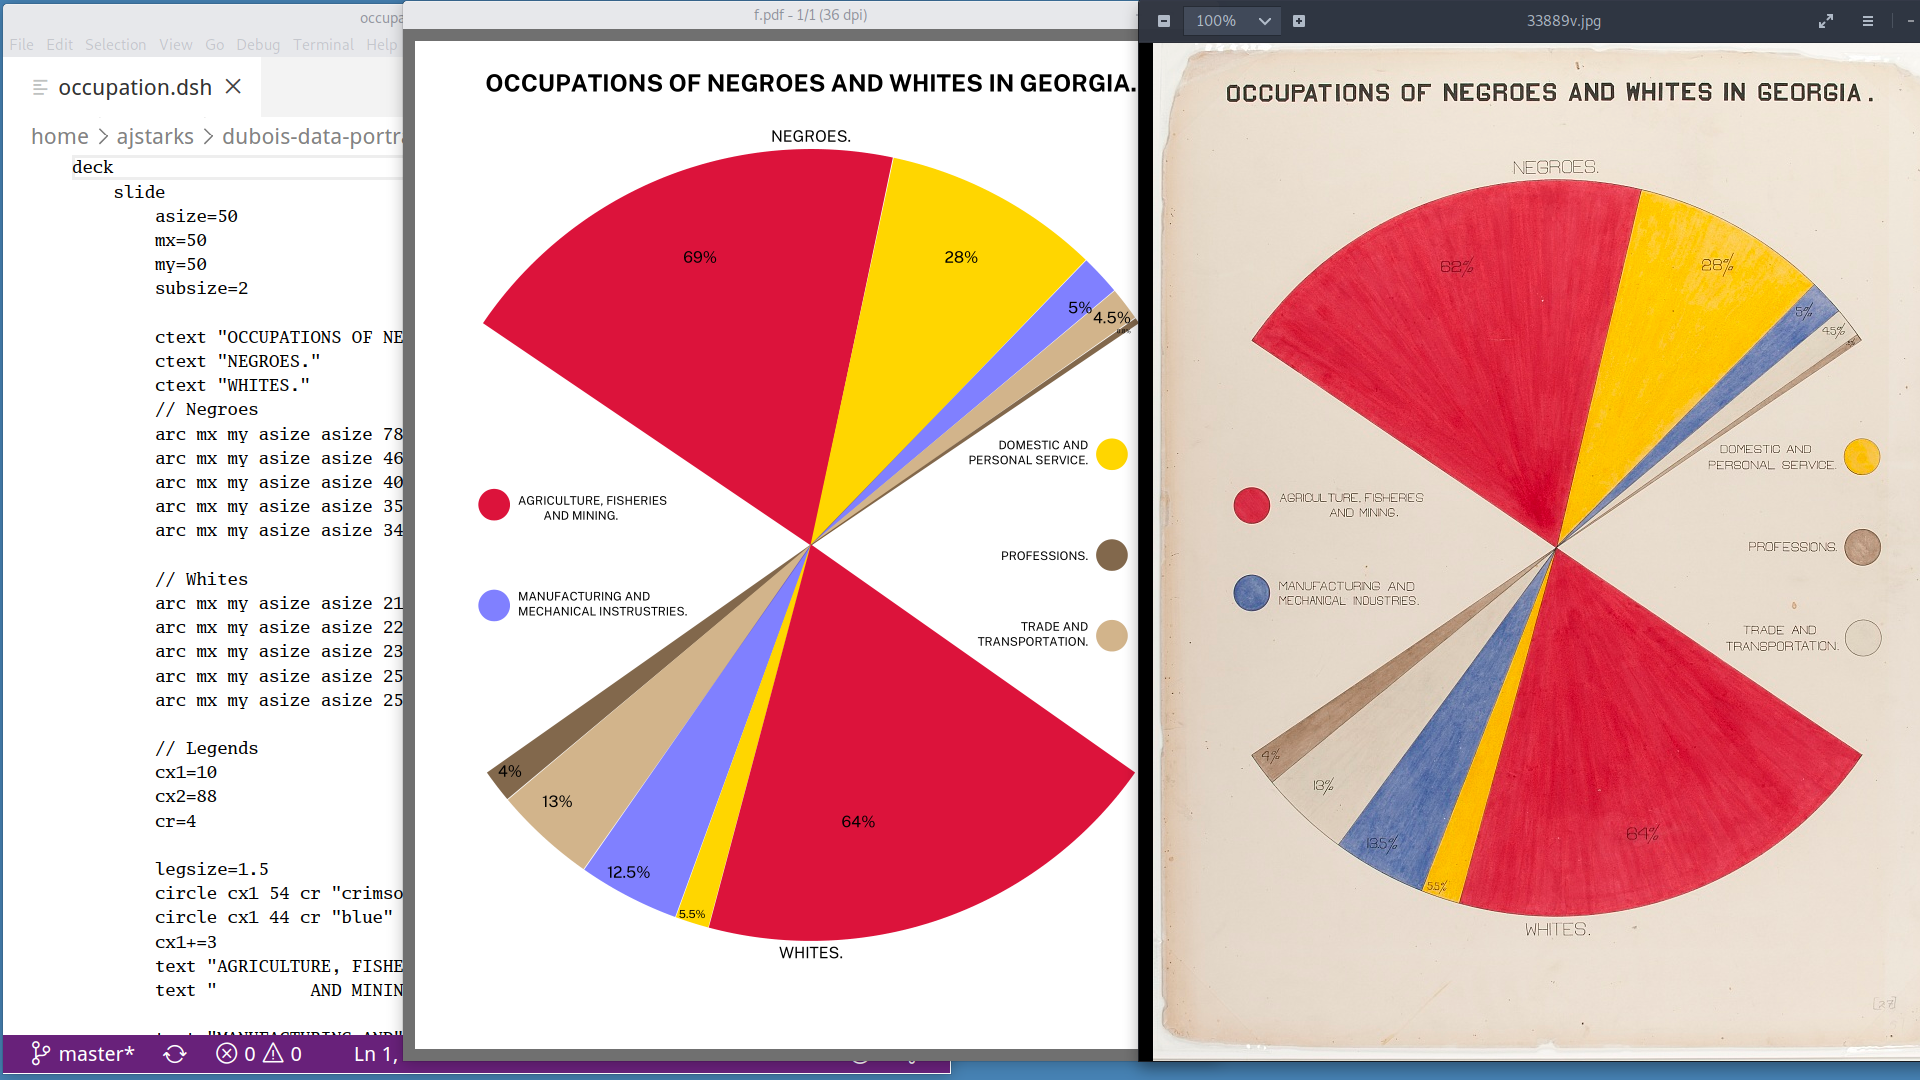 occupa
File Edit Selection View Go Debug Terminal Help
occupation.dsh
home > ajstarks > dubois-data-portra
deck
slide
asize=50
mx=50
my=50
subsize=2
ctext "OCCUPATIONS OF NE
ctext "NEGROES."
ctext "WHITES."
// Negroes
arc mx my asize asize 78
arc mx my asize asize 46
arc mx my asize asize 40
arc mx my asize asize 35
arc mx my asize asize 34
// Whites
arc mx my asize asize 21
arc mx my asize asize 22
arc mx my asize asize 23
arc mx my asize asize 25
arc mx my asize asize 25
// Legends
cx1=10
cx2=88
cr=4
legsize=1.5
circle cx1 54 cr "crimso
circle cx1 44 cr "blue"
cx1+=3
text "AGRICULTURE, FISHE
text " AND MININ
master*
0 0
Ln 1,
f.pdf - 1/1 (36 dpi)
OCCUPATIONS OF NEGROES AND WHITES IN GEORGIA.
NEGROES.
69%
28%
5%
4.5%
DOMESTIC AND
PERSONAL SERVICE.
AGRICULTURE, FISHERIES
AND MINING.
PROFESSIONS.
MANUFACTURING AND
MECHANICAL INSTRUSTRIES.
TRADE AND
TRANSPORTATION.
4%
13%
12.5%
5.5%
64%
WHITES.
100%
33889v.jpg
OCCUPATIONS OF NEGROES AND WHITES IN GEORGIA.
NEGROES.
62%
28%
5%
4.5%
DOMESTIC AND
PERSONAL SERVICE.
AGRICULTURE, FISHERIES
AND MINING.
PROFESSIONS.
MANUFACTURING AND
MECHANICAL INDUSTRIES.
TRADE AND
TRANSPORTATION.
4%
13%
13.5%
5.5%
64%
WHITES.
[27]